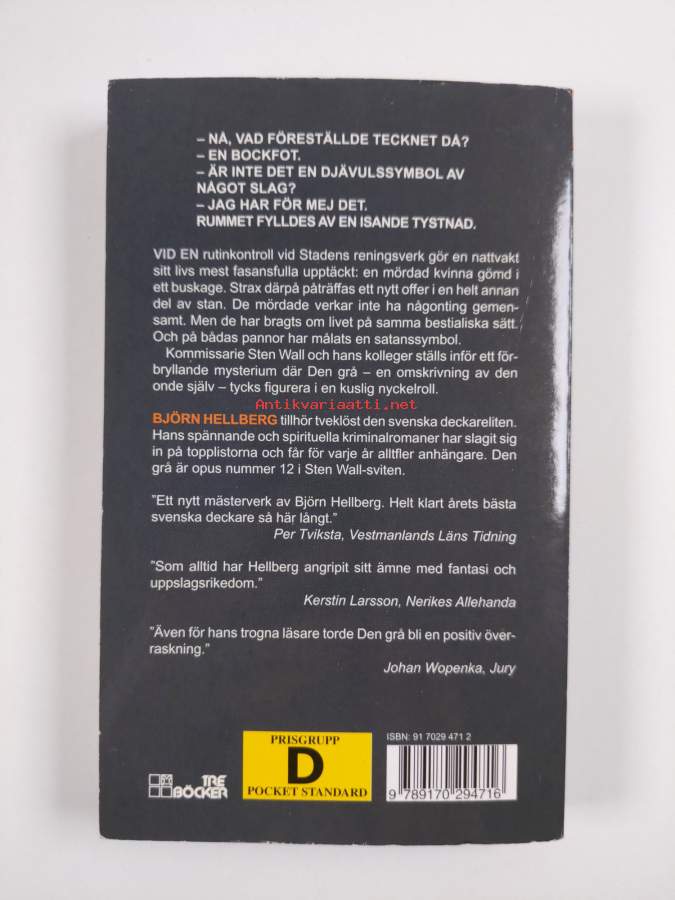 – NÅ, VAD FÖRESTÄLLDE TECKNET DÅ?
– EN BOCKFOT.
– ÄR INTE DET EN DJÄVULSSYMBOL AV
NÅGOT SLAG?
– JAG HAR FÖR MEJ DET.
RUMMET FYLLDES AV EN ISANDE TYSTNAD.
VID EN rutinkontroll vid Stadens reningsverk gör en nattvakt
sitt livs mest fasansfulla upptäckt: en mördad kvinna gömd i
ett buskage. Strax därpå påträffas ett nytt offer i en helt annan
del av stan. De mördade verkar inte ha någonting gemen-
samt. Men de har bragts om livet på samma bestialiska sätt.
Och på bådas pannor har målats en satanssymbol.
Kommissarie Sten Wall och hans kolleger ställs inför ett för-
bryllande mysterium där Den grå – en omskrivning av den
onde själv – tycks figurera i en kuslig nyckelroll.
Antikvariaatti.net
BJÖRN HELLBERG tillhör tveklöst den svenska deckareliten.
Hans spännande och spirituella kriminalromaner har slagit sig
in på topplistorna och får för varje år alltfler anhängare. Den
grå är opus nummer 12 i Sten Wall-sviten.
"Ett nytt mästerverk av Björn Hellberg. Helt klart årets bästa
svenska deckare så här långt."
Per Tviksta, Vestmanlands Läns Tidning
"Som alltid har Hellberg angripit sitt ämne med fantasi och
uppslagsrikedom."
Kerstin Larsson, Nerikes Allehanda
"Även för hans trogna läsare torde Den grå bli en positiv över-
raskning."
Johan Wopenka, Jury
TRE
BÖCKER
PRISGRUPP
D
POCKET STANDARD
ISBN: 91 7029 471 2
9 789170 294716